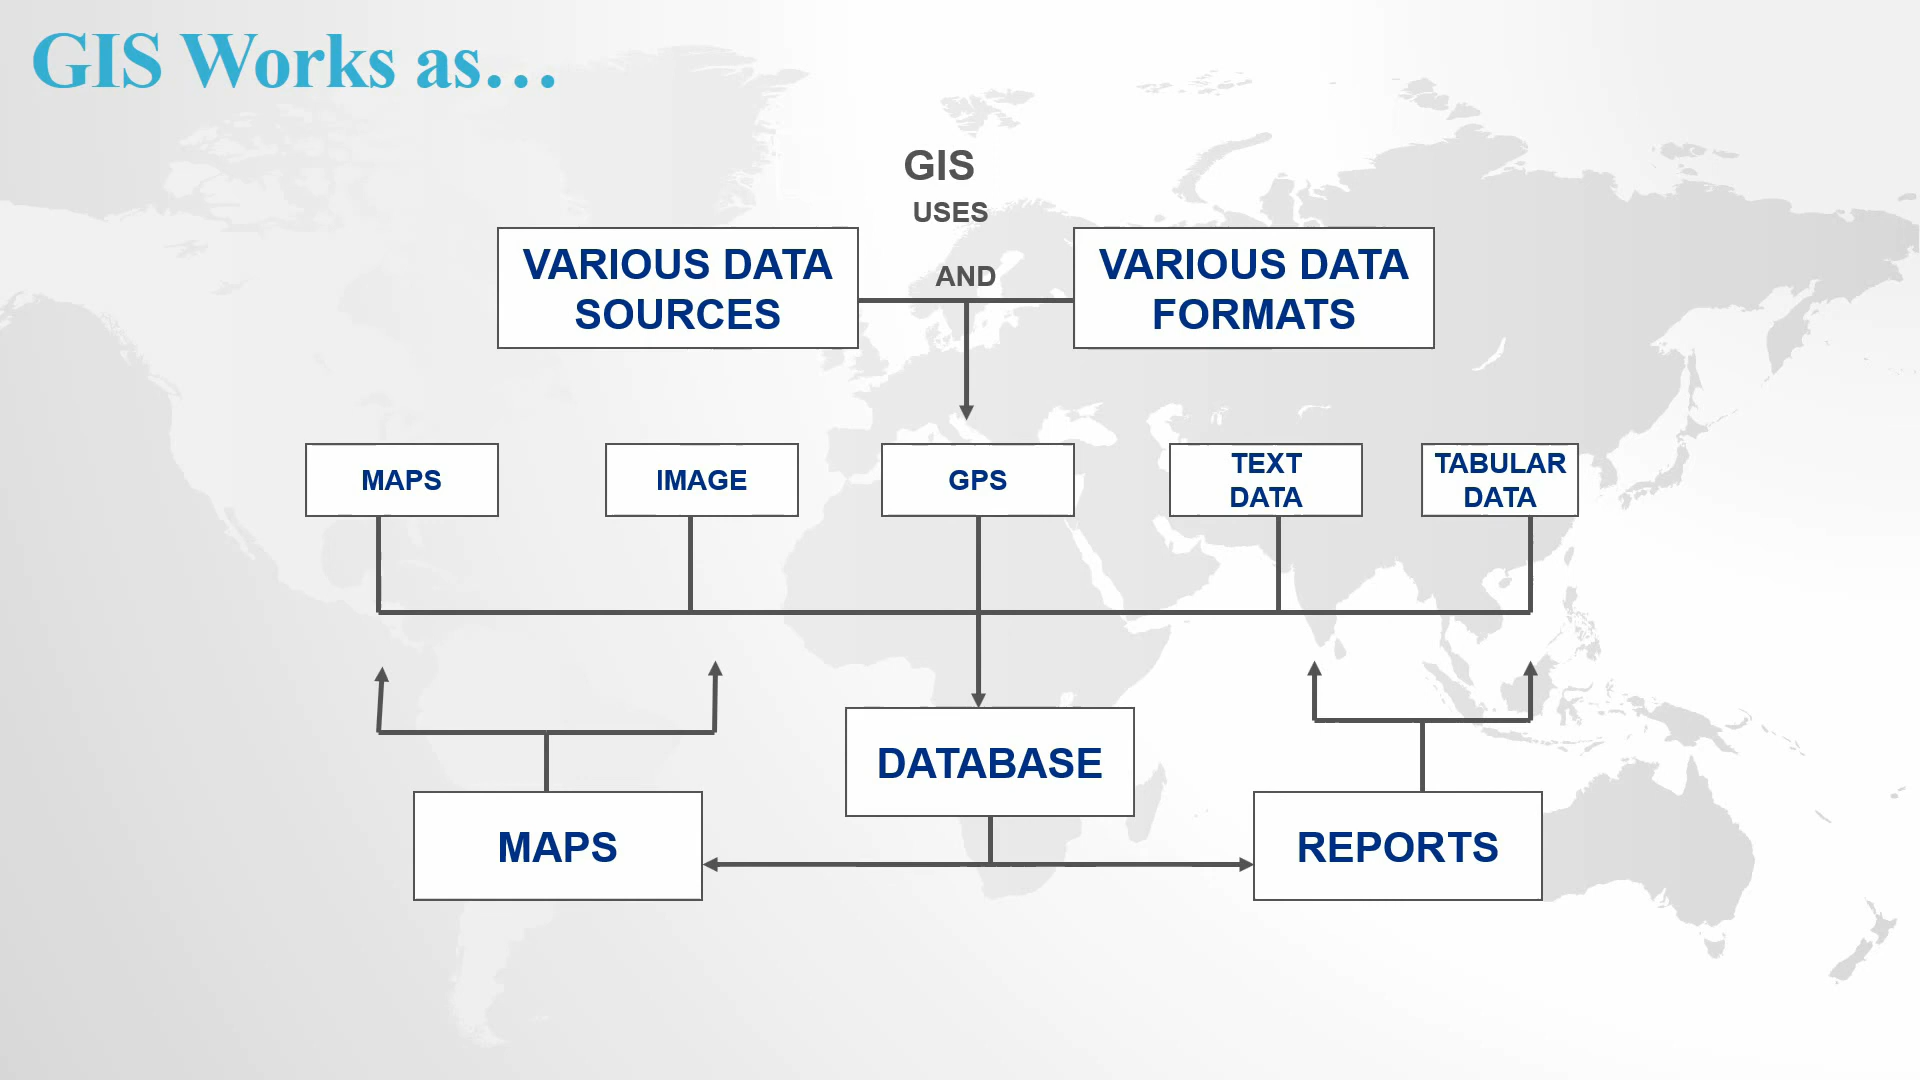 GIS Works as…
GIS
USES
VARIOUS DATA
SOURCES
AND
VARIOUS DATA
FORMATS
MAPS
IMAGE
GPS
TEXT
DATA
TABULAR
DATA
DATABASE
MAPS
REPORTS